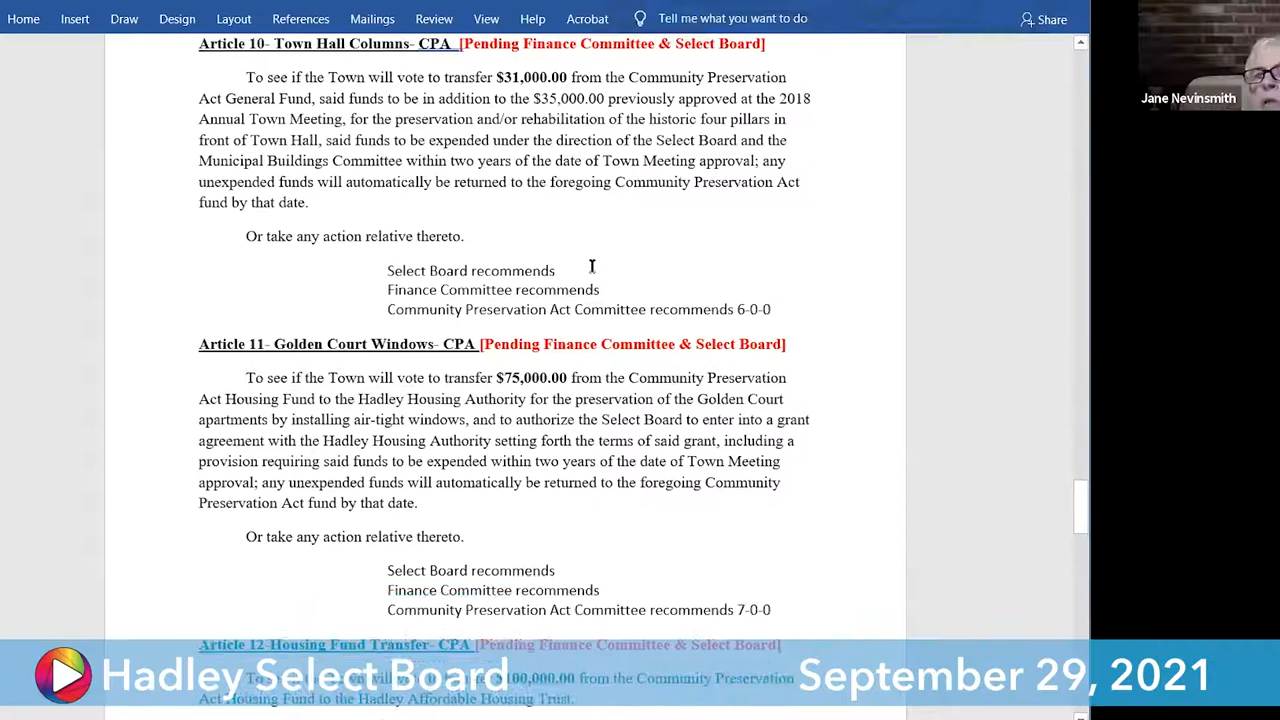 Home Insert Draw Design Layout References Mailings Review View Help Acrobat Tell me what you want to do Share
Article 10- Town Hall Columns- CPA [Pending Finance Committee & Select Board]
To see if the Town will vote to transfer $31,000.00 from the Community Preservation
Act General Fund, said funds to be in addition to the $35,000.00 previously approved at the 2018
Annual Town Meeting, for the preservation and/or rehabilitation of the historic four pillars in
front of Town Hall, said funds to be expended under the direction of the Select Board and the
Municipal Buildings Committee within two years of the date of Town Meeting approval; any
unexpended funds will automatically be returned to the foregoing Community Preservation Act
fund by that date.
Or take any action relative thereto.
Select Board recommends
Finance Committee recommends
Community Preservation Act Committee recommends 6-0-0
Article 11- Golden Court Windows- CPA [Pending Finance Committee & Select Board]
To see if the Town will vote to transfer $75,000.00 from the Community Preservation
Act Housing Fund to the Hadley Housing Authority for the preservation of the Golden Court
apartments by installing air-tight windows, and to authorize the Select Board to enter into a grant
agreement with the Hadley Housing Authority setting forth the terms of said grant, including a
provision requiring said funds to be expended within two years of the date of Town Meeting
approval; any unexpended funds will automatically be returned to the foregoing Community
Preservation Act fund by that date.
Or take any action relative thereto.
Select Board recommends
Finance Committee recommends
Community Preservation Act Committee recommends 7-0-0
Article 12-Housing Fund Transfer- CPA [Pending Finance Committee & Select Board]
To see if the Town will vote to transfer $100,000.00 from the Community Preservation
Act Housing Fund to the Hadley Affordable Housing Trust.
Jane Nevinsmith
Hadley Select Board September 29, 2021